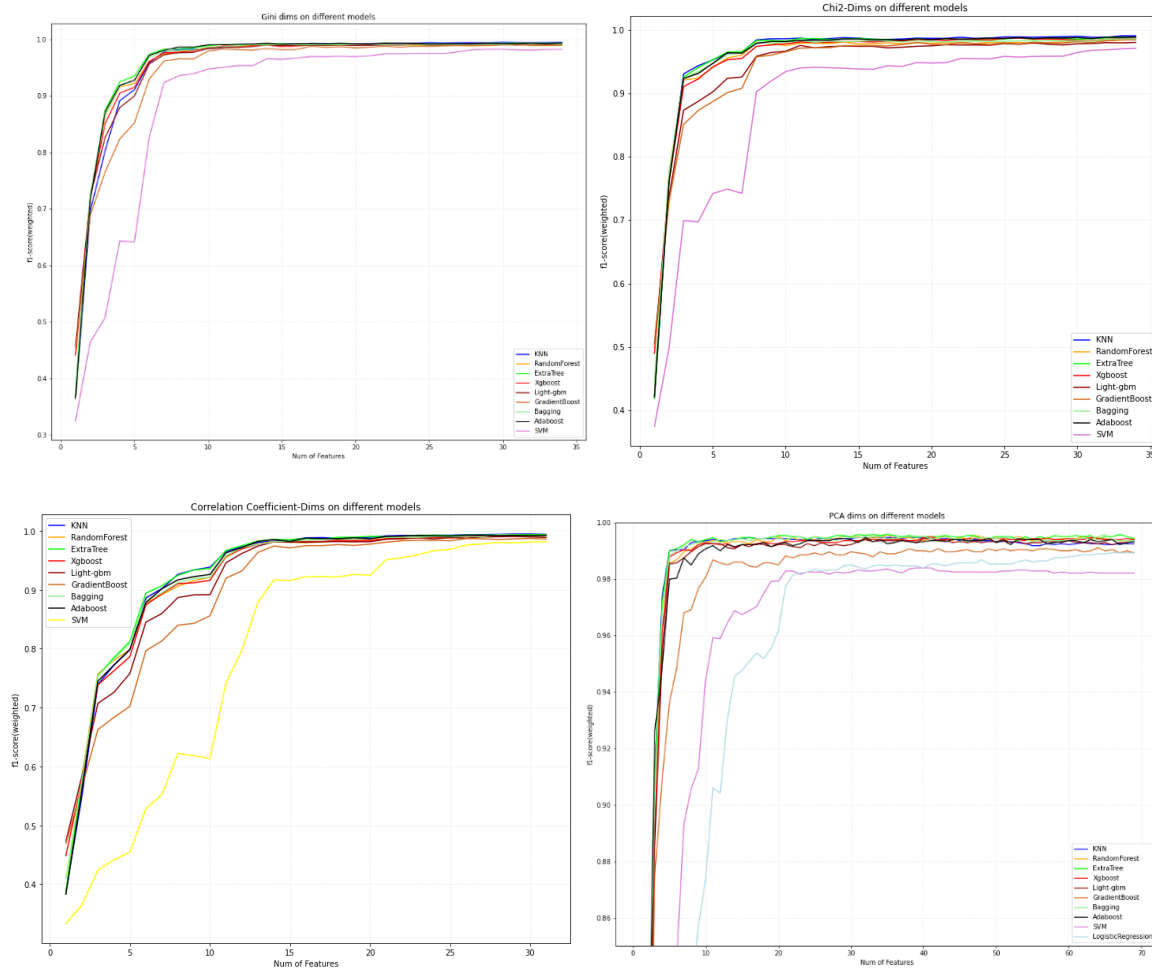 Gini dims on different models
1.0
0.9
0.8
0.7
0.6
0.5
0.4
0.3
f1-score(weighted)
0
5
10
15
20
25
30
35
Num of Features
KNN
RandomForest
ExtraTree
Xgboost
Light-gbm
GradientBoost
Bagging
Adaboost
SVM
Chi2-Dims on different models
1.0
0.9
0.8
0.7
0.6
0.5
0.4
f1-score(weighted)
0
5
10
15
20
25
30
35
Num of Features
KNN
RandomForest
ExtraTree
Xgboost
Light-gbm
GradientBoost
Bagging
Adaboost
SVM
Correlation Coefficient-Dims on different models
1.0
0.9
0.8
0.7
0.6
0.5
0.4
f1-score(weighted)
0
5
10
15
20
25
30
Num of Features
KNN
RandomForest
ExtraTree
Xgboost
Light-gbm
GradientBoost
Bagging
Adaboost
SVM
PCA dims on different models
1.00
0.98
0.96
0.94
0.92
0.90
0.88
0.86
f1-score(weighted)
0
10
20
30
40
50
60
70
Num of Features
KNN
RandomForest
ExtraTree
Xgboost
Light-gbm
GradientBoost
Bagging
Adaboost
SVM
LogisticRegression